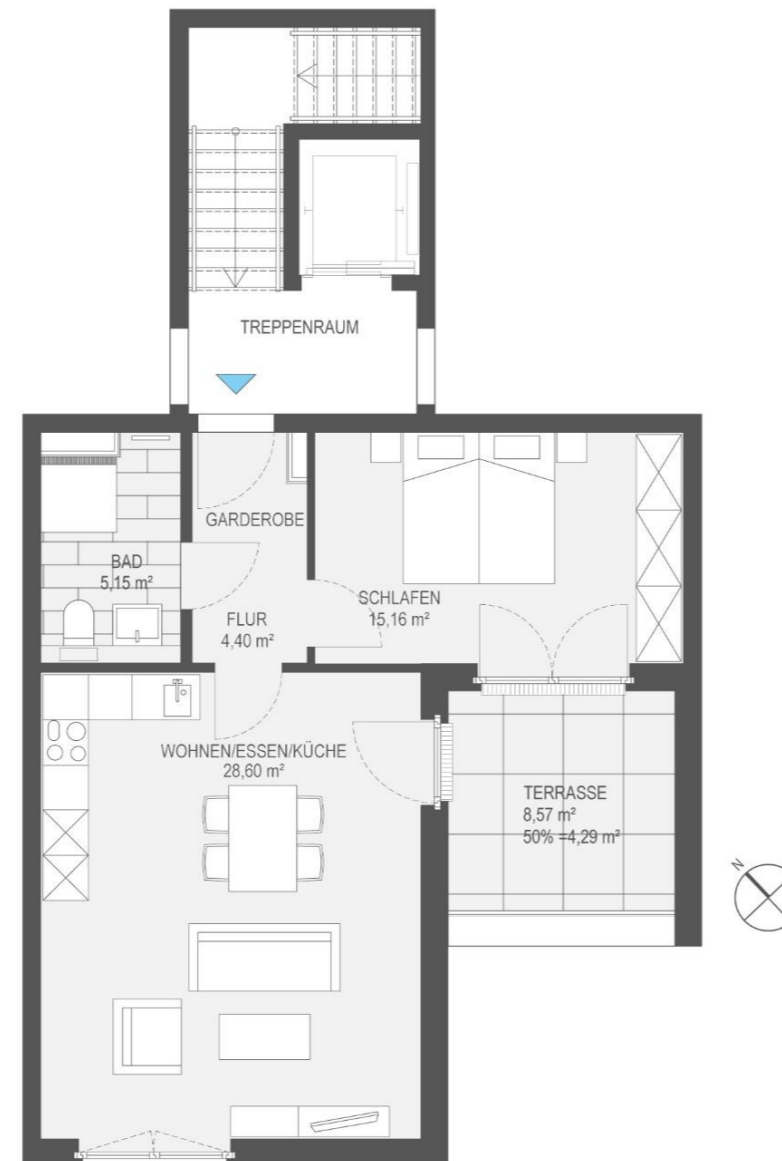 TREPPENRAUM
GARDEROBE
BAD
5,15 m²
FLUR
4,40 m²
SCHLAFEN
15,16 m²
WOHNEN/ESSEN/KÜCHE
28,60 m²
TERRASSE
8,57 m²
50% =4,29 m²
N